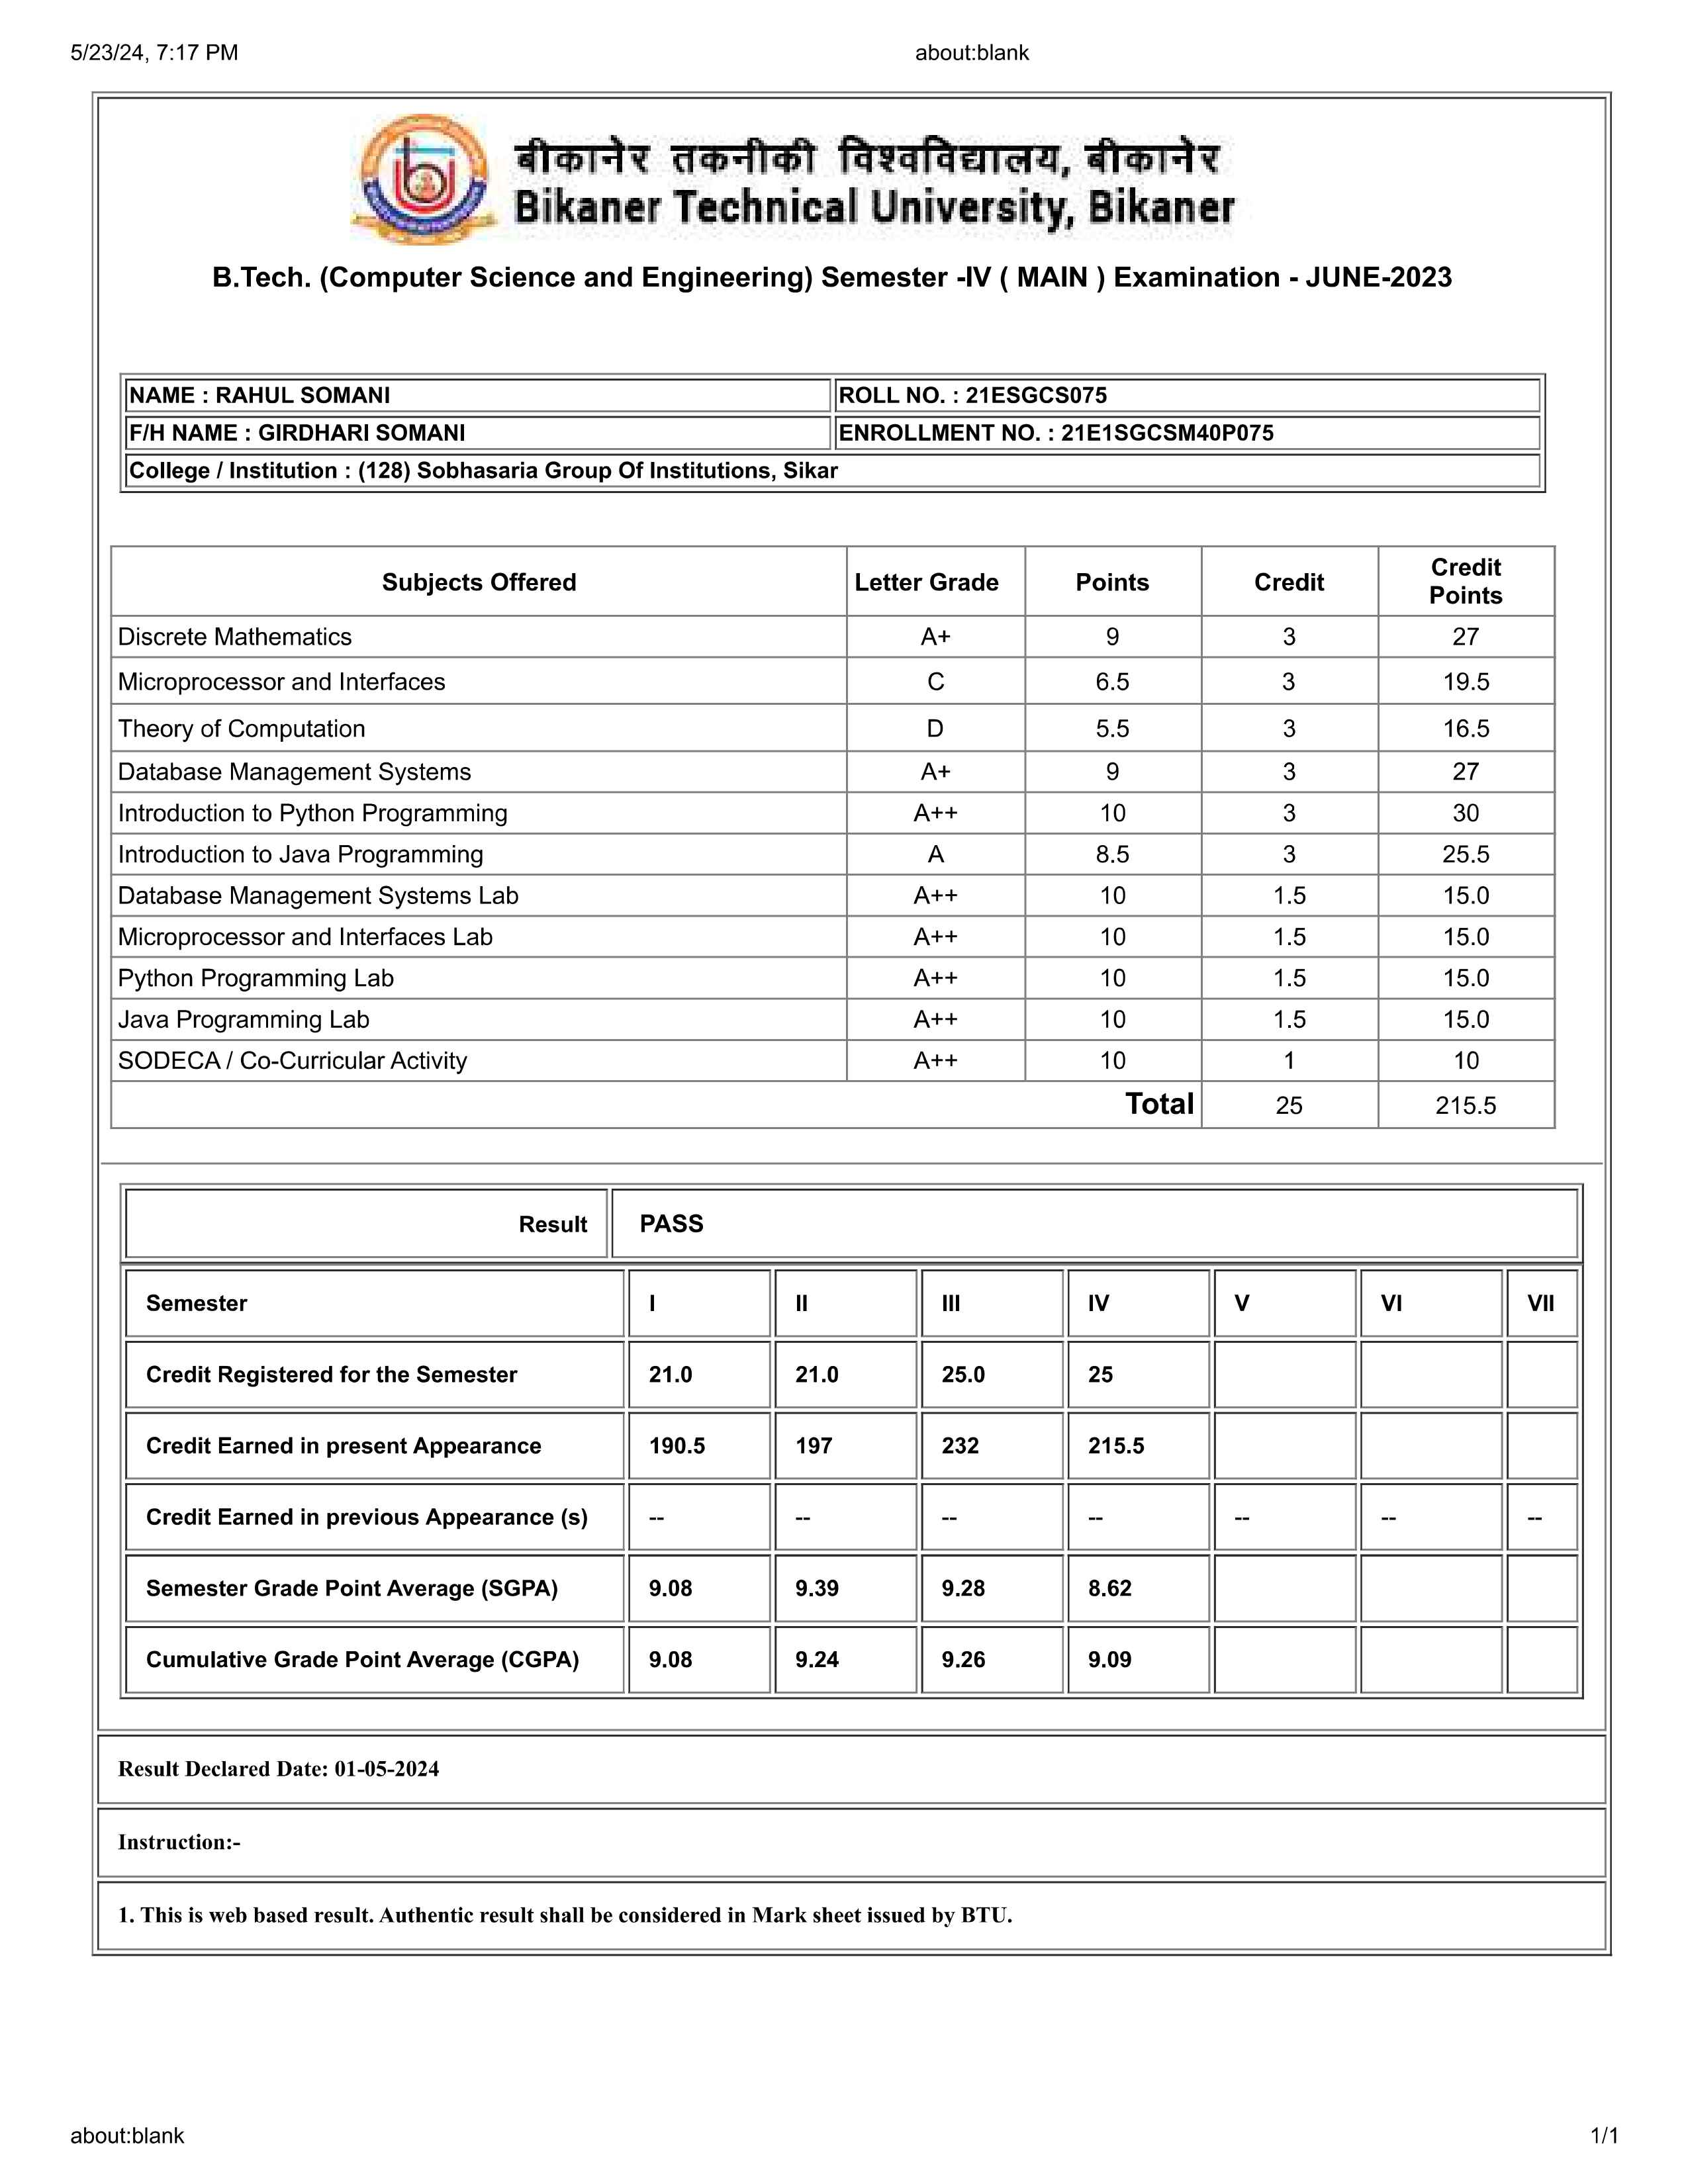 5/23/24, 7:17 PM about:blank
बीकानेर तकनीकी विश्वविद्यालय, बीकानेर
Bikaner Technical University, Bikaner
B.Tech. (Computer Science and Engineering) Semester -IV ( MAIN ) Examination - JUNE-2023
NAME : RAHUL SOMANI ROLL NO. : 21ESGCS075
F/H NAME : GIRDHARI SOMANI ENROLLMENT NO. : 21E1SGCSM40P075
College / Institution : (128) Sobhasaria Group Of Institutions, Sikar
Subjects Offered Letter Grade Points Credit Credit Points
Discrete Mathematics A+ 9 3 27
Microprocessor and Interfaces C 6.5 3 19.5
Theory of Computation D 5.5 3 16.5
Database Management Systems A+ 9 3 27
Introduction to Python Programming A++ 10 3 30
Introduction to Java Programming A 8.5 3 25.5
Database Management Systems Lab A++ 10 1.5 15.0
Microprocessor and Interfaces Lab A++ 10 1.5 15.0
Python Programming Lab A++ 10 1.5 15.0
Java Programming Lab A++ 10 1.5 15.0
SODECA / Co-Curricular Activity A++ 10 1 10
Total 25 215.5
Result PASS
Semester I II III IV V VI VII
Credit Registered for the Semester 21.0 21.0 25.0 25
Credit Earned in present Appearance 190.5 197 232 215.5
Credit Earned in previous Appearance (s) -- -- -- -- -- -- --
Semester Grade Point Average (SGPA) 9.08 9.39 9.28 8.62
Cumulative Grade Point Average (CGPA) 9.08 9.24 9.26 9.09
Result Declared Date: 01-05-2024
Instruction:-
1. This is web based result. Authentic result shall be considered in Mark sheet issued by BTU.
about:blank 1/1